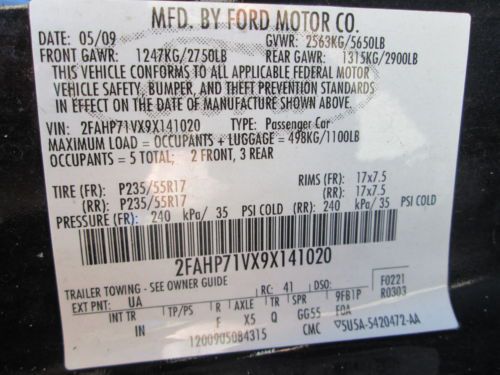 MFD. BY FORD MOTOR CO.
DATE: 05/09 GVWR: 2563KG/5650LB
FRONT GAWR: 1247KG/2750LB REAR GAWR: 1315KG/2900LB
THIS VEHICLE CONFORMS TO ALL APPLICABLE FEDERAL MOTOR
VEHICLE SAFETY, BUMPER, AND THEFT PREVENTION STANDARDS
IN EFFECT ON THE DATE OF MANUFACTURE SHOWN ABOVE.
VIN: 2FAHP71VX9X141020 TYPE: Passenger Car
MAXIMUM LOAD = OCCUPANTS + LUGGAGE = 498KG/1100LB
OCCUPANTS = 5 TOTAL: 2 FRONT, 3 REAR
TIRE (FR): P235/55R17 RIMS (FR): 17x7.5
(RR): P235/55R17 (RR): 17x7.5
PRESSURE (FR): 240 kPa/ 35 PSI COLD (RR): 240 kPa/ 35 PSI COLD
2FAHP71VX9X141020
TRAILER TOWING - SEE OWNER GUIDE
EXT PNT: UA RC: 41 DSO: F0221
INT TR TP/PS R AXLE TR SPR 9FB1P R0303
IN F X5 Q GG55 FOA
120090508431S CMC ▽5U5A-5420472-AA